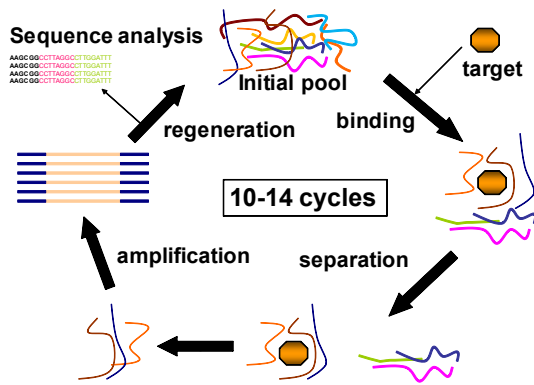 Sequence analysis
AAGCGGCCTTAGGCCTTGGATTT
AAGCGGCCTTAGGCCTTGGATTT
AAGCGGCCTTAGGCCTTGGATTT
AAGCGGCCTTAGGCCTTGGATTT
Initial pool
target
regeneration
binding
10-14 cycles
amplification
separation